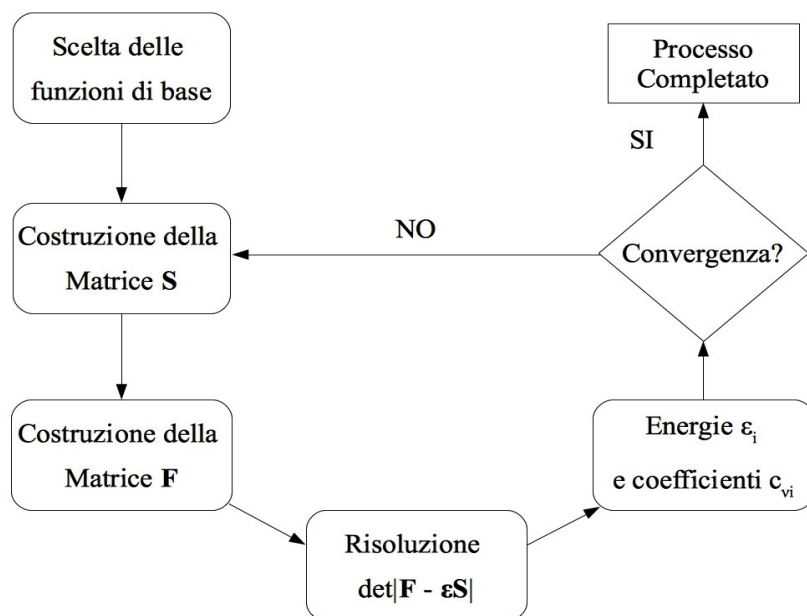 Scelta delle
funzioni di base
Costruzione della
Matrice S
Costruzione della
Matrice F
Risoluzione
det|F - εS|
Energie εi
e coefficienti cνi
Convergenza?
NO
SI
Processo
Completato